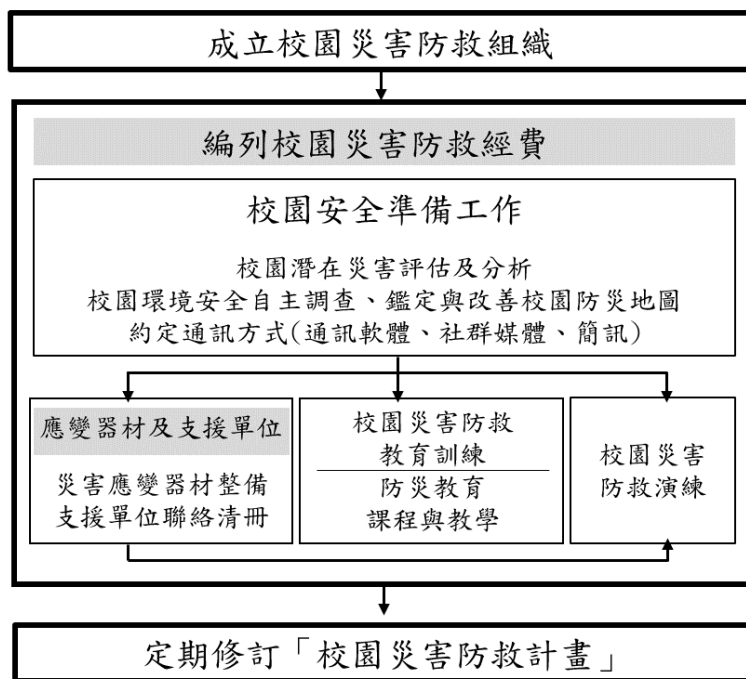 成立校園災害防救組織
編列校園災害防救經費
校園安全準備工作
校園潛在災害評估及分析
校園環境安全自主調查、鑑定與改善校園防災地圖
約定通訊方式(通訊軟體、社群媒體、簡訊)
應變器材及支援單位
災害應變器材整備
支援單位聯絡清冊
校園災害防救
教育訓練
防災教育
課程與教學
校園災害
防救演練
定期修訂「校園災害防救計畫」